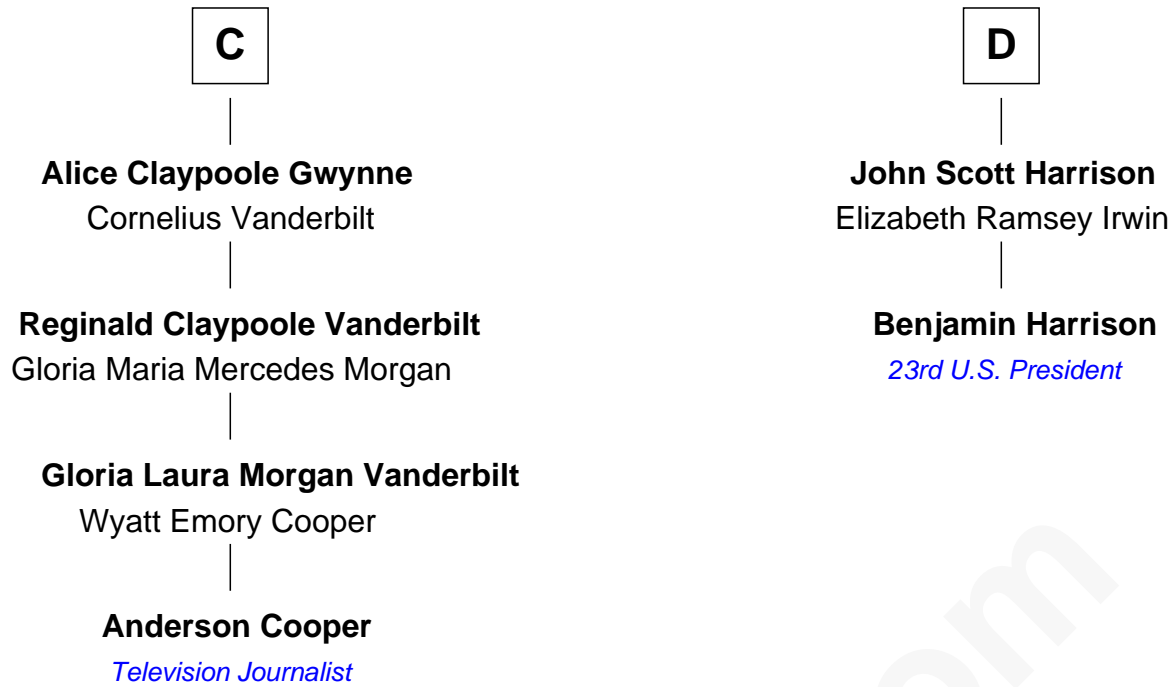 C
Alice Claypoole Gwynne
Cornelius Vanderbilt
Reginald Claypoole Vanderbilt
Gloria Maria Mercedes Morgan
Gloria Laura Morgan Vanderbilt
Wyatt Emory Cooper
Anderson Cooper
Television Journalist
D
John Scott Harrison
Elizabeth Ramsey Irwin
Benjamin Harrison
23rd U.S. President
om